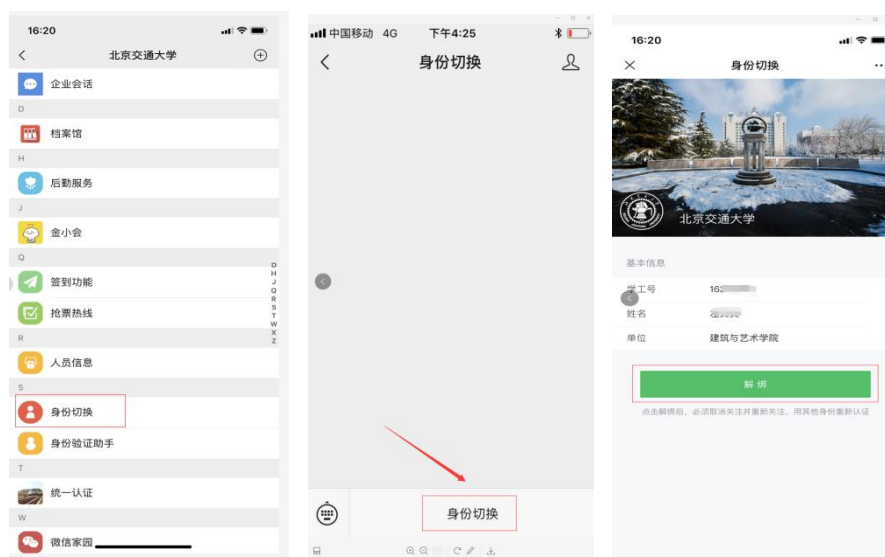 16:20
北京交通大学
企业会话
D
档案馆
H
后勤服务
J
金小会
Q
签到功能
抢票热线
R
人员信息
S
身份切换
身份验证助手
T
统一认证
W
微信家园
D
H
J
Q
R
S
T
W
X
Z
中国移动 4G 下午4:25
身份切换
身份切换
16:20
身份切换
北京交通大学
基本信息
学工号 16
姓名
单位 建筑与艺术学院
解 绑
点击解绑后，必须取消关注并重新关注，用其他身份重新认证